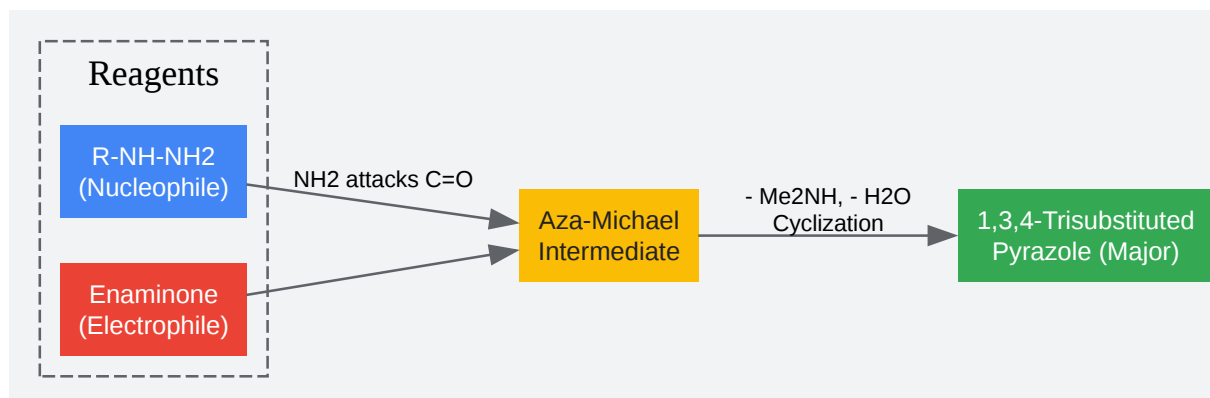 Reagents
R-NH-NH2
(Nucleophile)
NH2 attacks C=O
Enaminone
(Electrophile)
Aza-Michael
Intermediate
- Me2NH, - H2O
Cyclization
1,3,4-Trisubstituted
Pyrazole (Major)